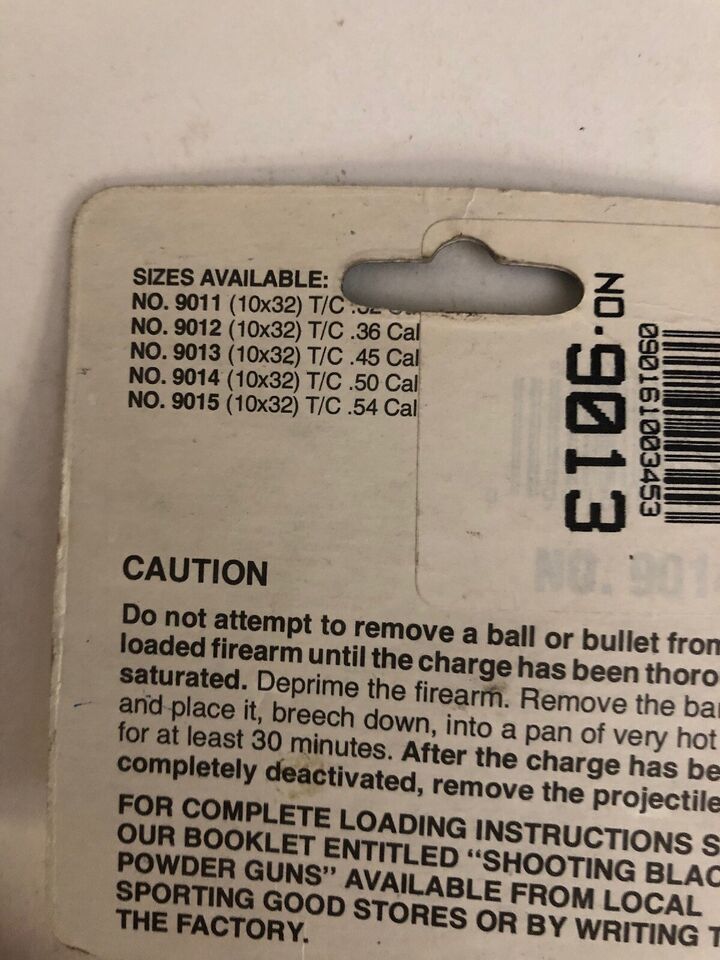 SIZES AVAILABLE:
NO. 9011 (10x32) T/C .32
NO. 9012 (10x32) T/C .36 Cal
NO. 9013 (10x32) T/C .45 Cal
NO. 9014 (10x32) T/C .50 Cal
NO. 9015 (10x32) T/C .54 Cal
NO. 9013
090161003453
NO. 901
CAUTION
Do not attempt to remove a ball or bullet from
loaded firearm until the charge has been thoro
saturated. Deprime the firearm. Remove the ba
and place it, breech down, into a pan of very hot
for at least 30 minutes. After the charge has be
completely deactivated, remove the projectile
FOR COMPLETE LOADING INSTRUCTIONS S
OUR BOOKLET ENTITLED “SHOOTING BLAC
POWDER GUNS” AVAILABLE FROM LOCAL
SPORTING GOOD STORES OR BY WRITING T
THE FACTORY.